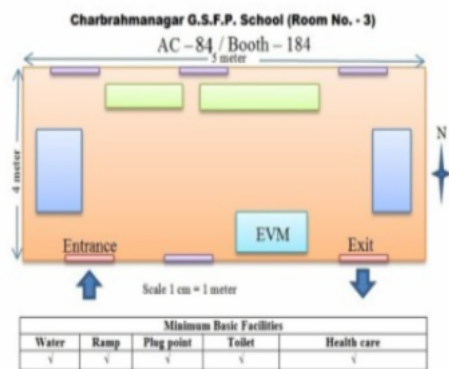 Charbrahmanagar G.S.F.P. School (Room No. - 3)
AC – 84 / Booth – 184
5 meter
4 meter
N
EVM
Entrance
Exit
Scale 1 cm = 1 meter
Minimum Basic Facilities
Water Ramp Plug point Toilet Health care
√ √ √ √ √